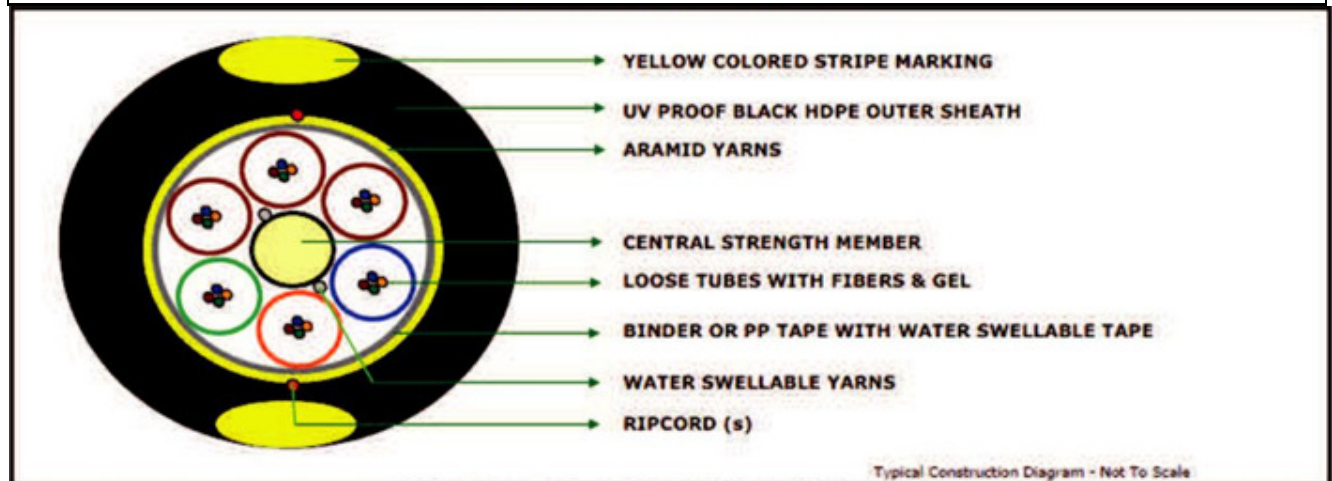 YELLOW COLORED STRIPE MARKING
UV PROOF BLACK HDPE OUTER SHEATH
ARAMID YARNS
CENTRAL STRENGTH MEMBER
LOOSE TUBES WITH FIBERS & GEL
BINDER OR PP TAPE WITH WATER SWELLABLE TAPE
WATER SWELLABLE YARNS
RIPCORD (s)
Typical Construction Diagram - Not To Scale